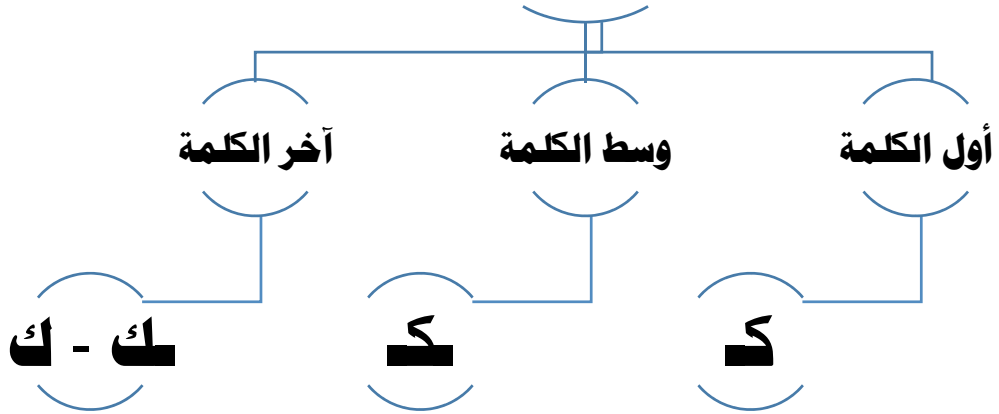 أول الكلمة
وسط الكلمة
آخر الكلمة
كـ
ـكـ
ـك - ك